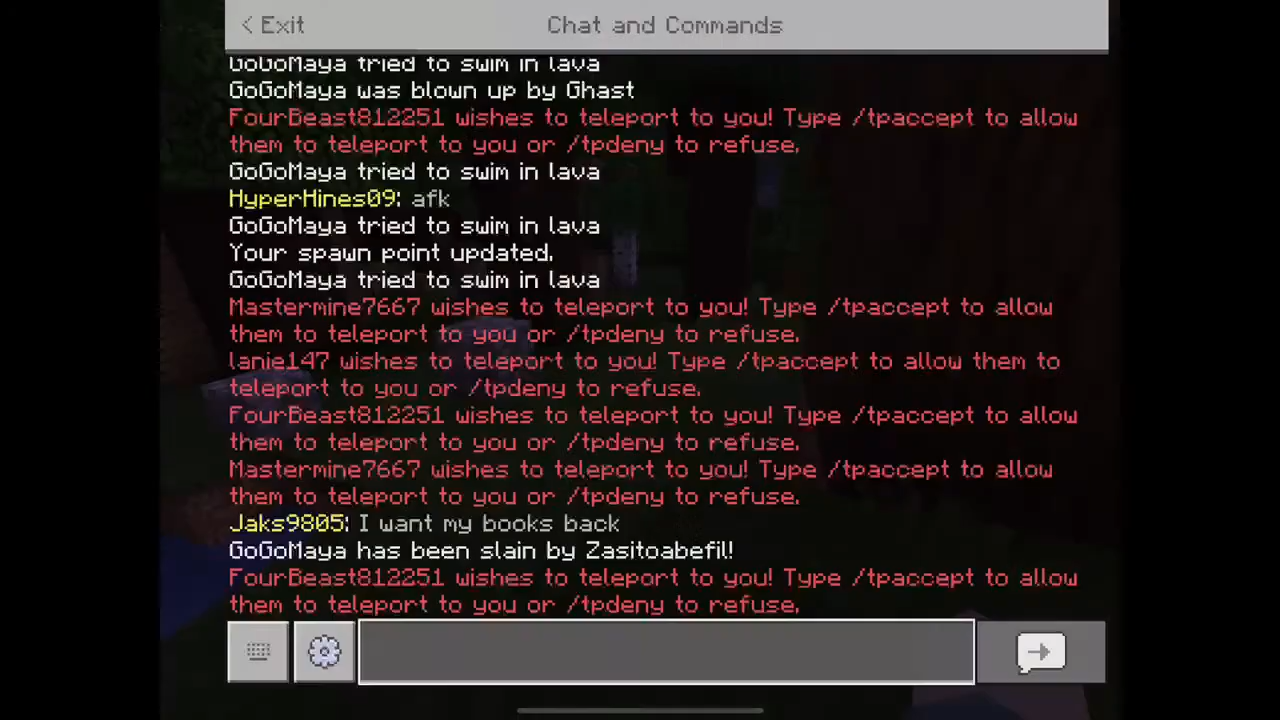 Exit
Chat and Commands
GoGoMaya tried to swim in lava
GoGoMaya was blown up by Ghast
FourBeast812251 wishes to teleport to you! Type /tpaccept to allow
them to teleport to you or /tpdeny to refuse.
GoGoMaya tried to swim in lava
HyperHines09: afk
GoGoMaya tried to swim in lava
Your spawn point updated.
GoGoMaya tried to swim in lava
Mastermine7667 wishes to teleport to you! Type /tpaccept to allow
them to teleport to you or /tpdeny to refuse.
lanie147 wishes to teleport to you! Type /tpaccept to allow them to
teleport to you or /tpdeny to refuse.
FourBeast812251 wishes to teleport to you! Type /tpaccept to allow
them to teleport to you or /tpdeny to refuse.
Mastermine7667 wishes to teleport to you! Type /tpaccept to allow
them to teleport to you or /tpdeny to refuse.
Jaks9805: I want my books back
GoGoMaya has been slain by Zasitoabefil!
FourBeast812251 wishes to teleport to you! Type /tpaccept to allow
them to teleport to you or /tpdeny to refuse.